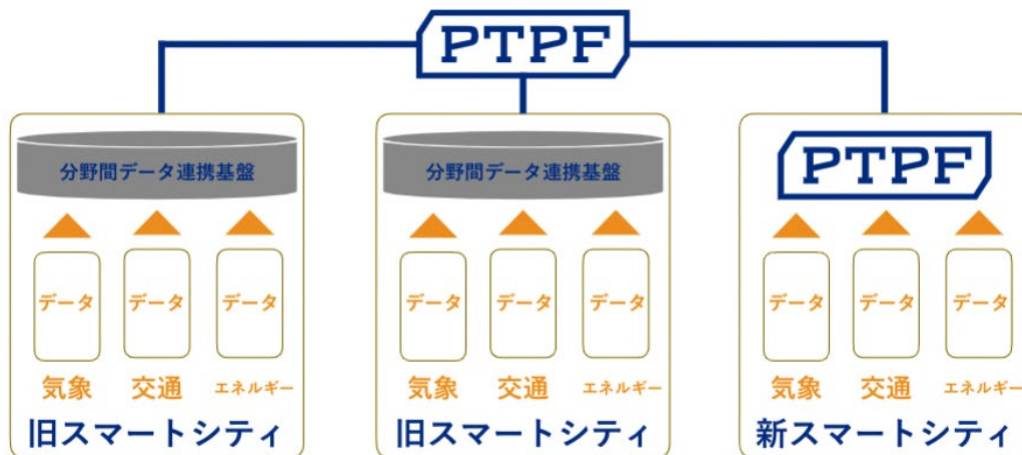 PTPF
分野間データ連携基盤
データ データ データ
気象 交通 エネルギー
旧スマートシティ
分野間データ連携基盤
データ データ データ
気象 交通 エネルギー
旧スマートシティ
PTPF
データ データ データ
気象 交通 エネルギー
新スマートシティ